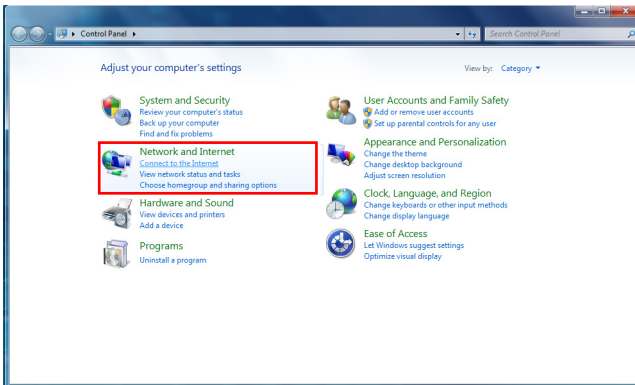 Control Panel
Search Control Panel
Adjust your computer's settings
View by: Category
System and Security
Review your computer's status
Back up your computer
Find and fix problems
Network and Internet
Connect to the Internet
View network status and tasks
Choose homegroup and sharing options
Hardware and Sound
View devices and printers
Add a device
Programs
Uninstall a program
User Accounts and Family Safety
Add or remove user accounts
Set up parental controls for any user
Appearance and Personalization
Change the theme
Change desktop background
Adjust screen resolution
Clock, Language, and Region
Change keyboards or other input methods
Change display language
Ease of Access
Let Windows suggest settings
Optimize visual display